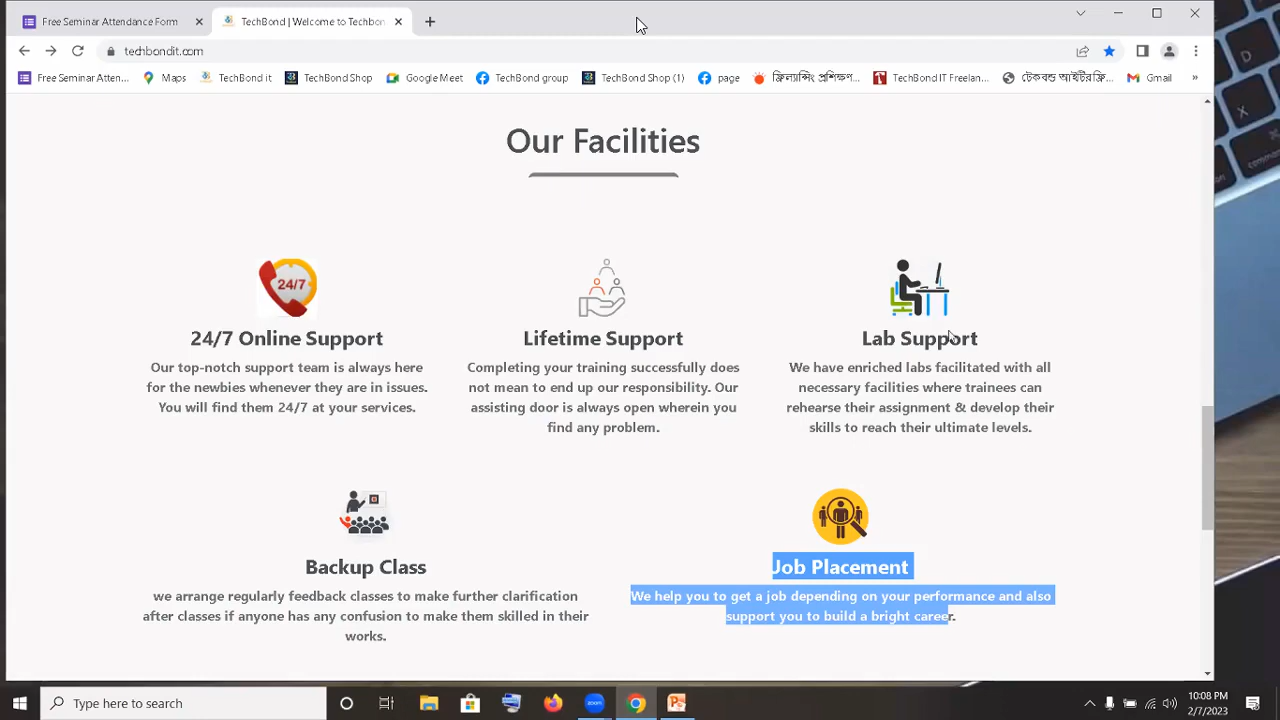 Free Seminar Attendance Form
TechBond | Welcome to Techbon
techbondit.com
Free Seminar Atten... Maps TechBond it TechBond Shop Google Meet TechBond group TechBond Shop (1) page ফ্রিল্যান্সিং প্রশিক্ষণ... TechBond IT Freelan... টেকবন্ড আইটিফ্রি... Gmail »
Our Facilities
24/7
24/7 Online Support
Our top-notch support team is always here
for the newbies whenever they are in issues.
You will find them 24/7 at your services.
Lifetime Support
Completing your training successfully does
not mean to end up our responsibility. Our
assisting door is always open wherein you
find any problem.
Lab Support
We have enriched labs facilitated with all
necessary facilities where trainees can
rehearse their assignment & develop their
skills to reach their ultimate levels.
Backup Class
we arrange regularly feedback classes to make further clarification
after classes if anyone has any confusion to make them skilled in their
works.
Job Placement
We help you to get a job depending on your performance and also
support you to build a bright career.
Type here to search
zoom
10:08 PM
2/7/2023